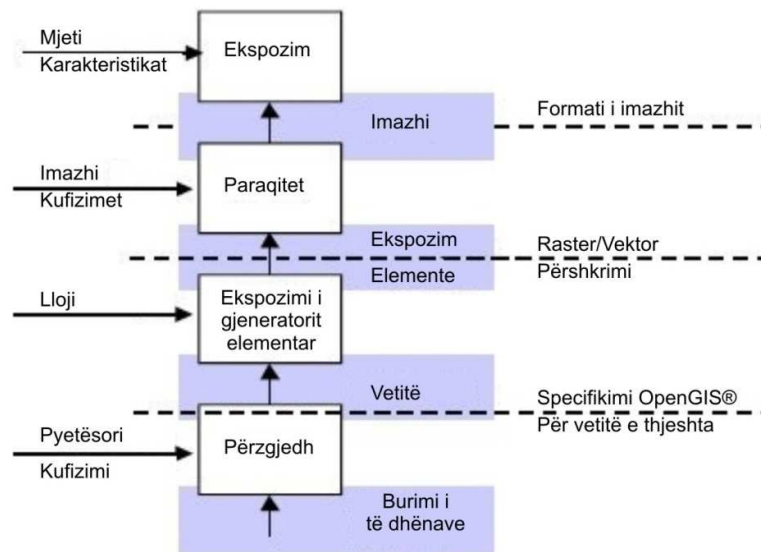 Mjeti
Karakteristikat
Ekspozim
Imazhi
Formati i imazhit
Imazhi
Kufizimet
Paraqitet
Ekspozim
Elemente
Raster/Vektor
Përshkrimi
Lloji
Ekspozimi i
gjeneratorit
elementar
Vetitë
Specifikimi OpenGIS®
Për vetitë e thjeshta
Pyetësori
Kufizimi
Përzgjedh
Burimi i
të dhënave